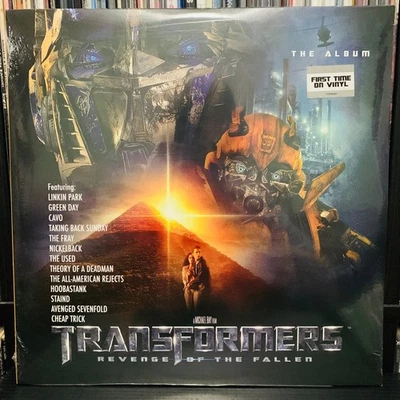 THE ALBUM
FIRST TIME
ON VINYL
Featuring:
LINKIN PARK
GREEN DAY
CAVO
TAKING BACK SUNDAY
THE FRAY
NICKELBACK
THE USED
THEORY OF A DEADMAN
THE ALL-AMERICAN REJECTS
HOOBASTANK
STAIND
AVENGED SEVENFOLD
CHEAP TRICK
A MICHAEL BAY FILM
TRANSFORMERS™
REVENGE OF THE FALLEN